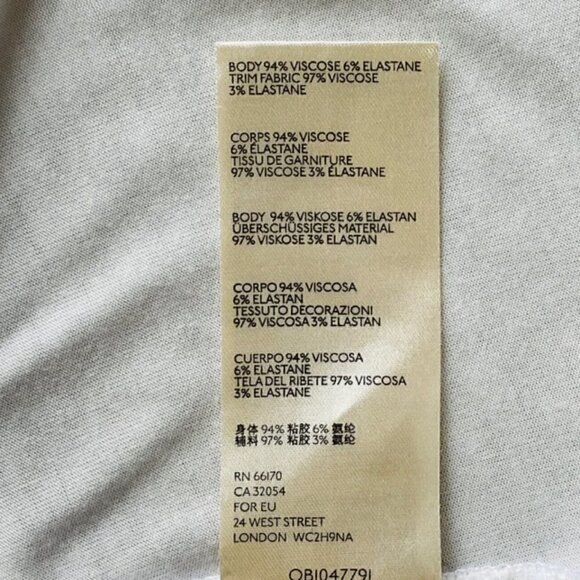 BODY 94% VISCOSE 6% ELASTANE
TRIM FABRIC 97% VISCOSE
3% ELASTANE
CORPS 94% VISCOSE
6% ÉLASTANE
TISSU DE GARNITURE
97% VISCOSE 3% ÉLASTANE
BODY 94% VISKOSE 6% ELASTAN
ÜBERSCHÜSSIGES MATERIAL
97% VISKOSE 3% ELASTAN
CORPO 94% VISCOSA
6% ELASTAN
TESSUTO DECORAZIONI
97% VISCOSA 3% ELASTAN
CUERPO 94% VISCOSA
6% ELASTANE
TELA DEL RIBETE 97% VISCOSA
3% ELASTANE
身体 94% 粘胶 6% 氨纶
辅料 97% 粘胶 3% 氨纶
RN 66170
CA 32054
FOR EU
24 WEST STREET
LONDON WC2H9NA
OB1047791